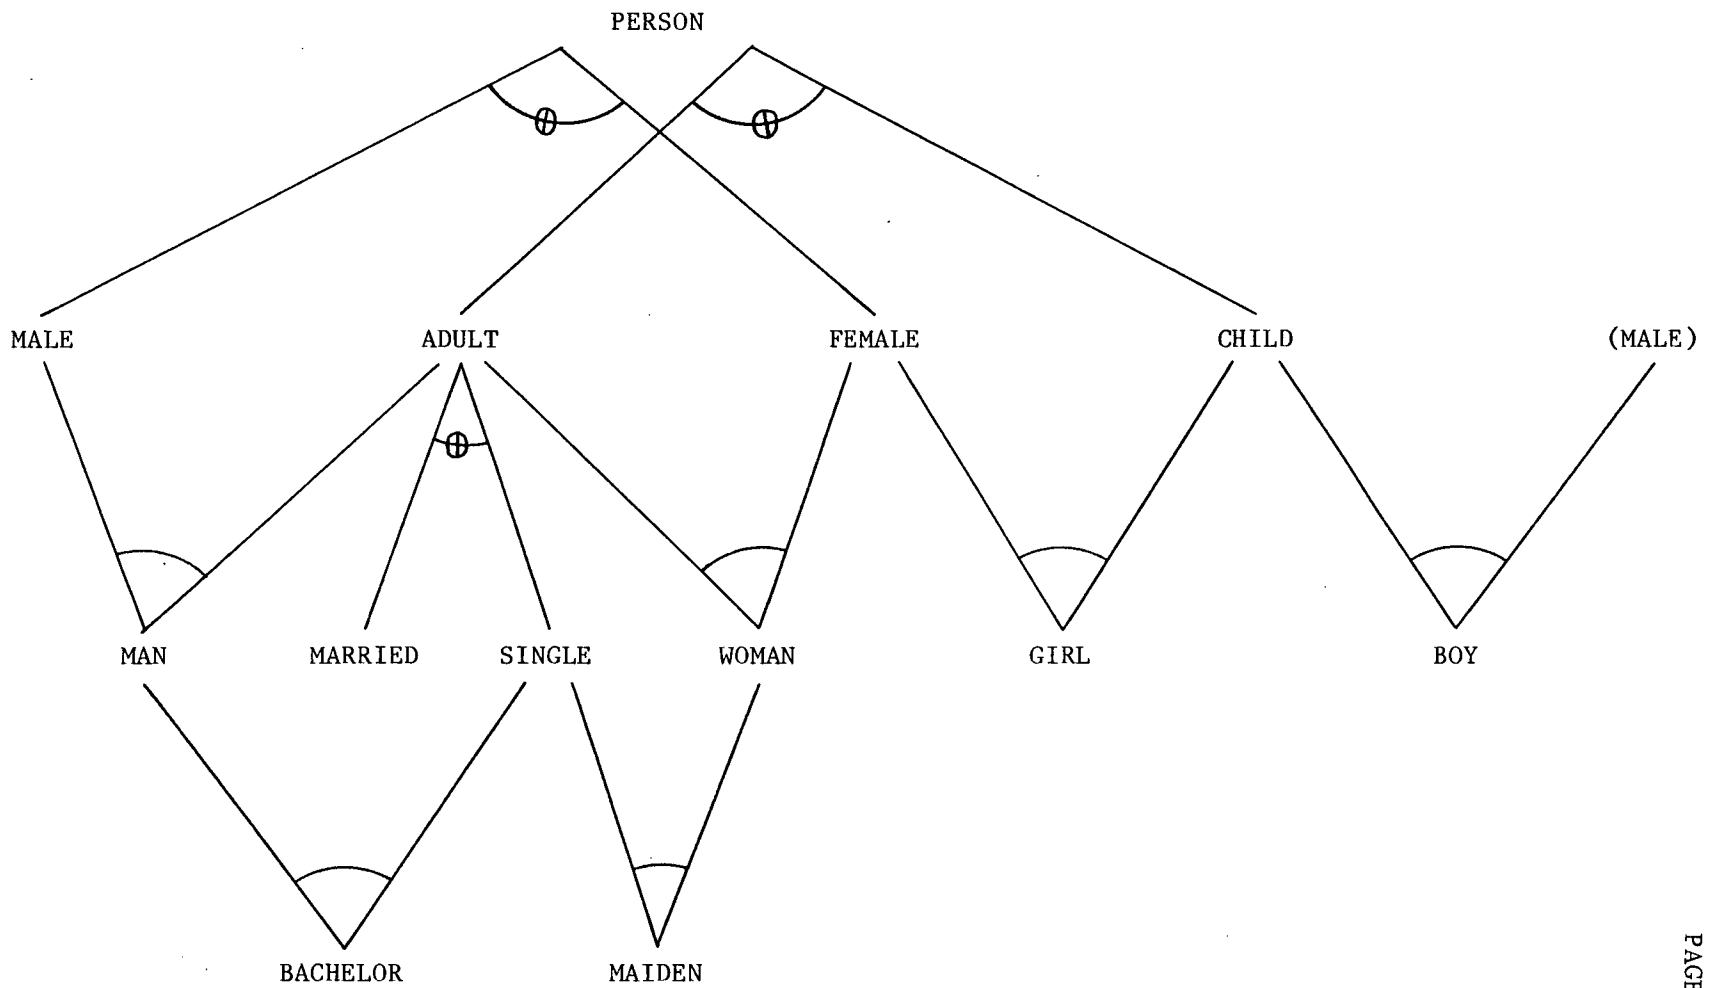 PERSON
MALE ADULT FEMALE CHILD (MALE)
MAN MARRIED SINGLE WOMAN GIRL BOY
BACHELOR MAIDEN
PAGE